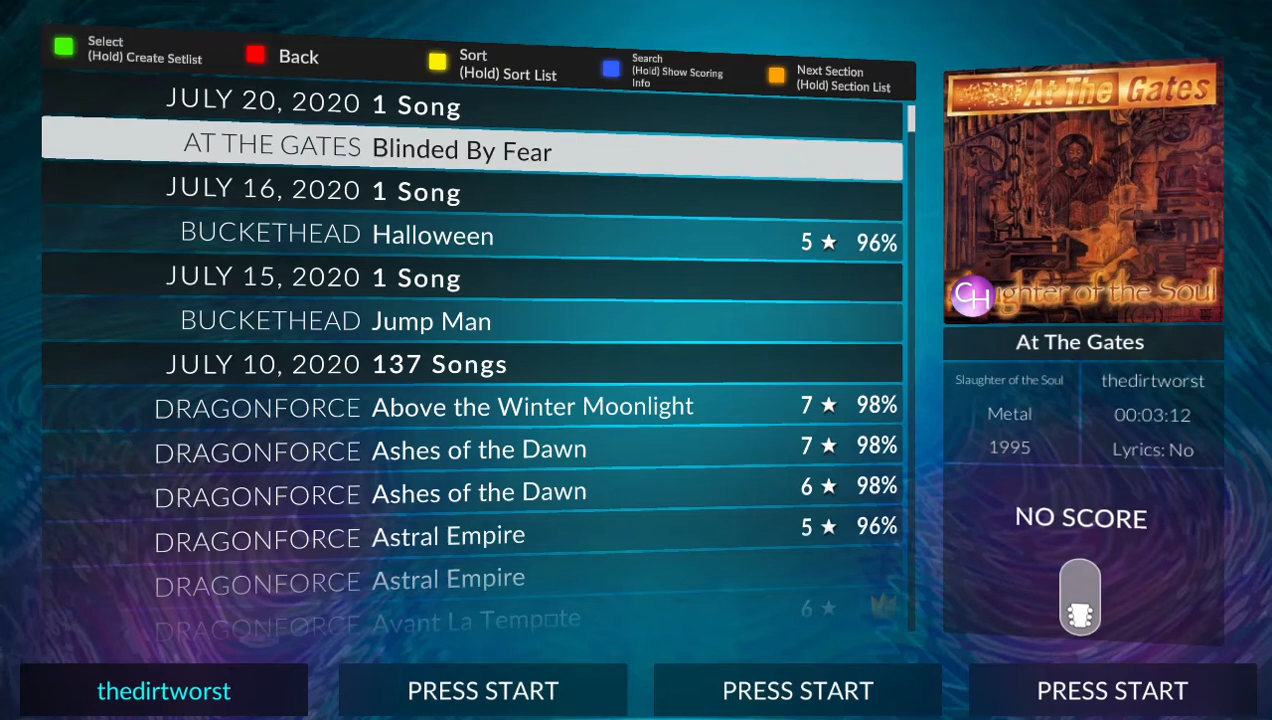 Select
(Hold) Create Setlist
Back
Sort
(Hold) Sort List
Search
(Hold) Show Scoring
Info
Next Section
(Hold) Section List
JULY 20, 2020 1 Song
AT THE GATES Blinded By Fear
JULY 16, 2020 1 Song
BUCKETHEAD Halloween 5 ★ 96%
JULY 15, 2020 1 Song
BUCKETHEAD Jump Man
JULY 10, 2020 137 Songs
DRAGONFORCE Above the Winter Moonlight 7 ★ 98%
DRAGONFORCE Ashes of the Dawn 7 ★ 98%
DRAGONFORCE Ashes of the Dawn 6 ★ 98%
DRAGONFORCE Astral Empire 5 ★ 96%
DRAGONFORCE Astral Empire
DRAGONFORCE Avant La Temp□te 6 ★
At The Gates
CH
ughter of the Soul
At The Gates
Slaughter of the Soul
Metal
1995
thedirtworst
00:03:12
Lyrics: No
NO SCORE
thedirtworst
PRESS START
PRESS START
PRESS START